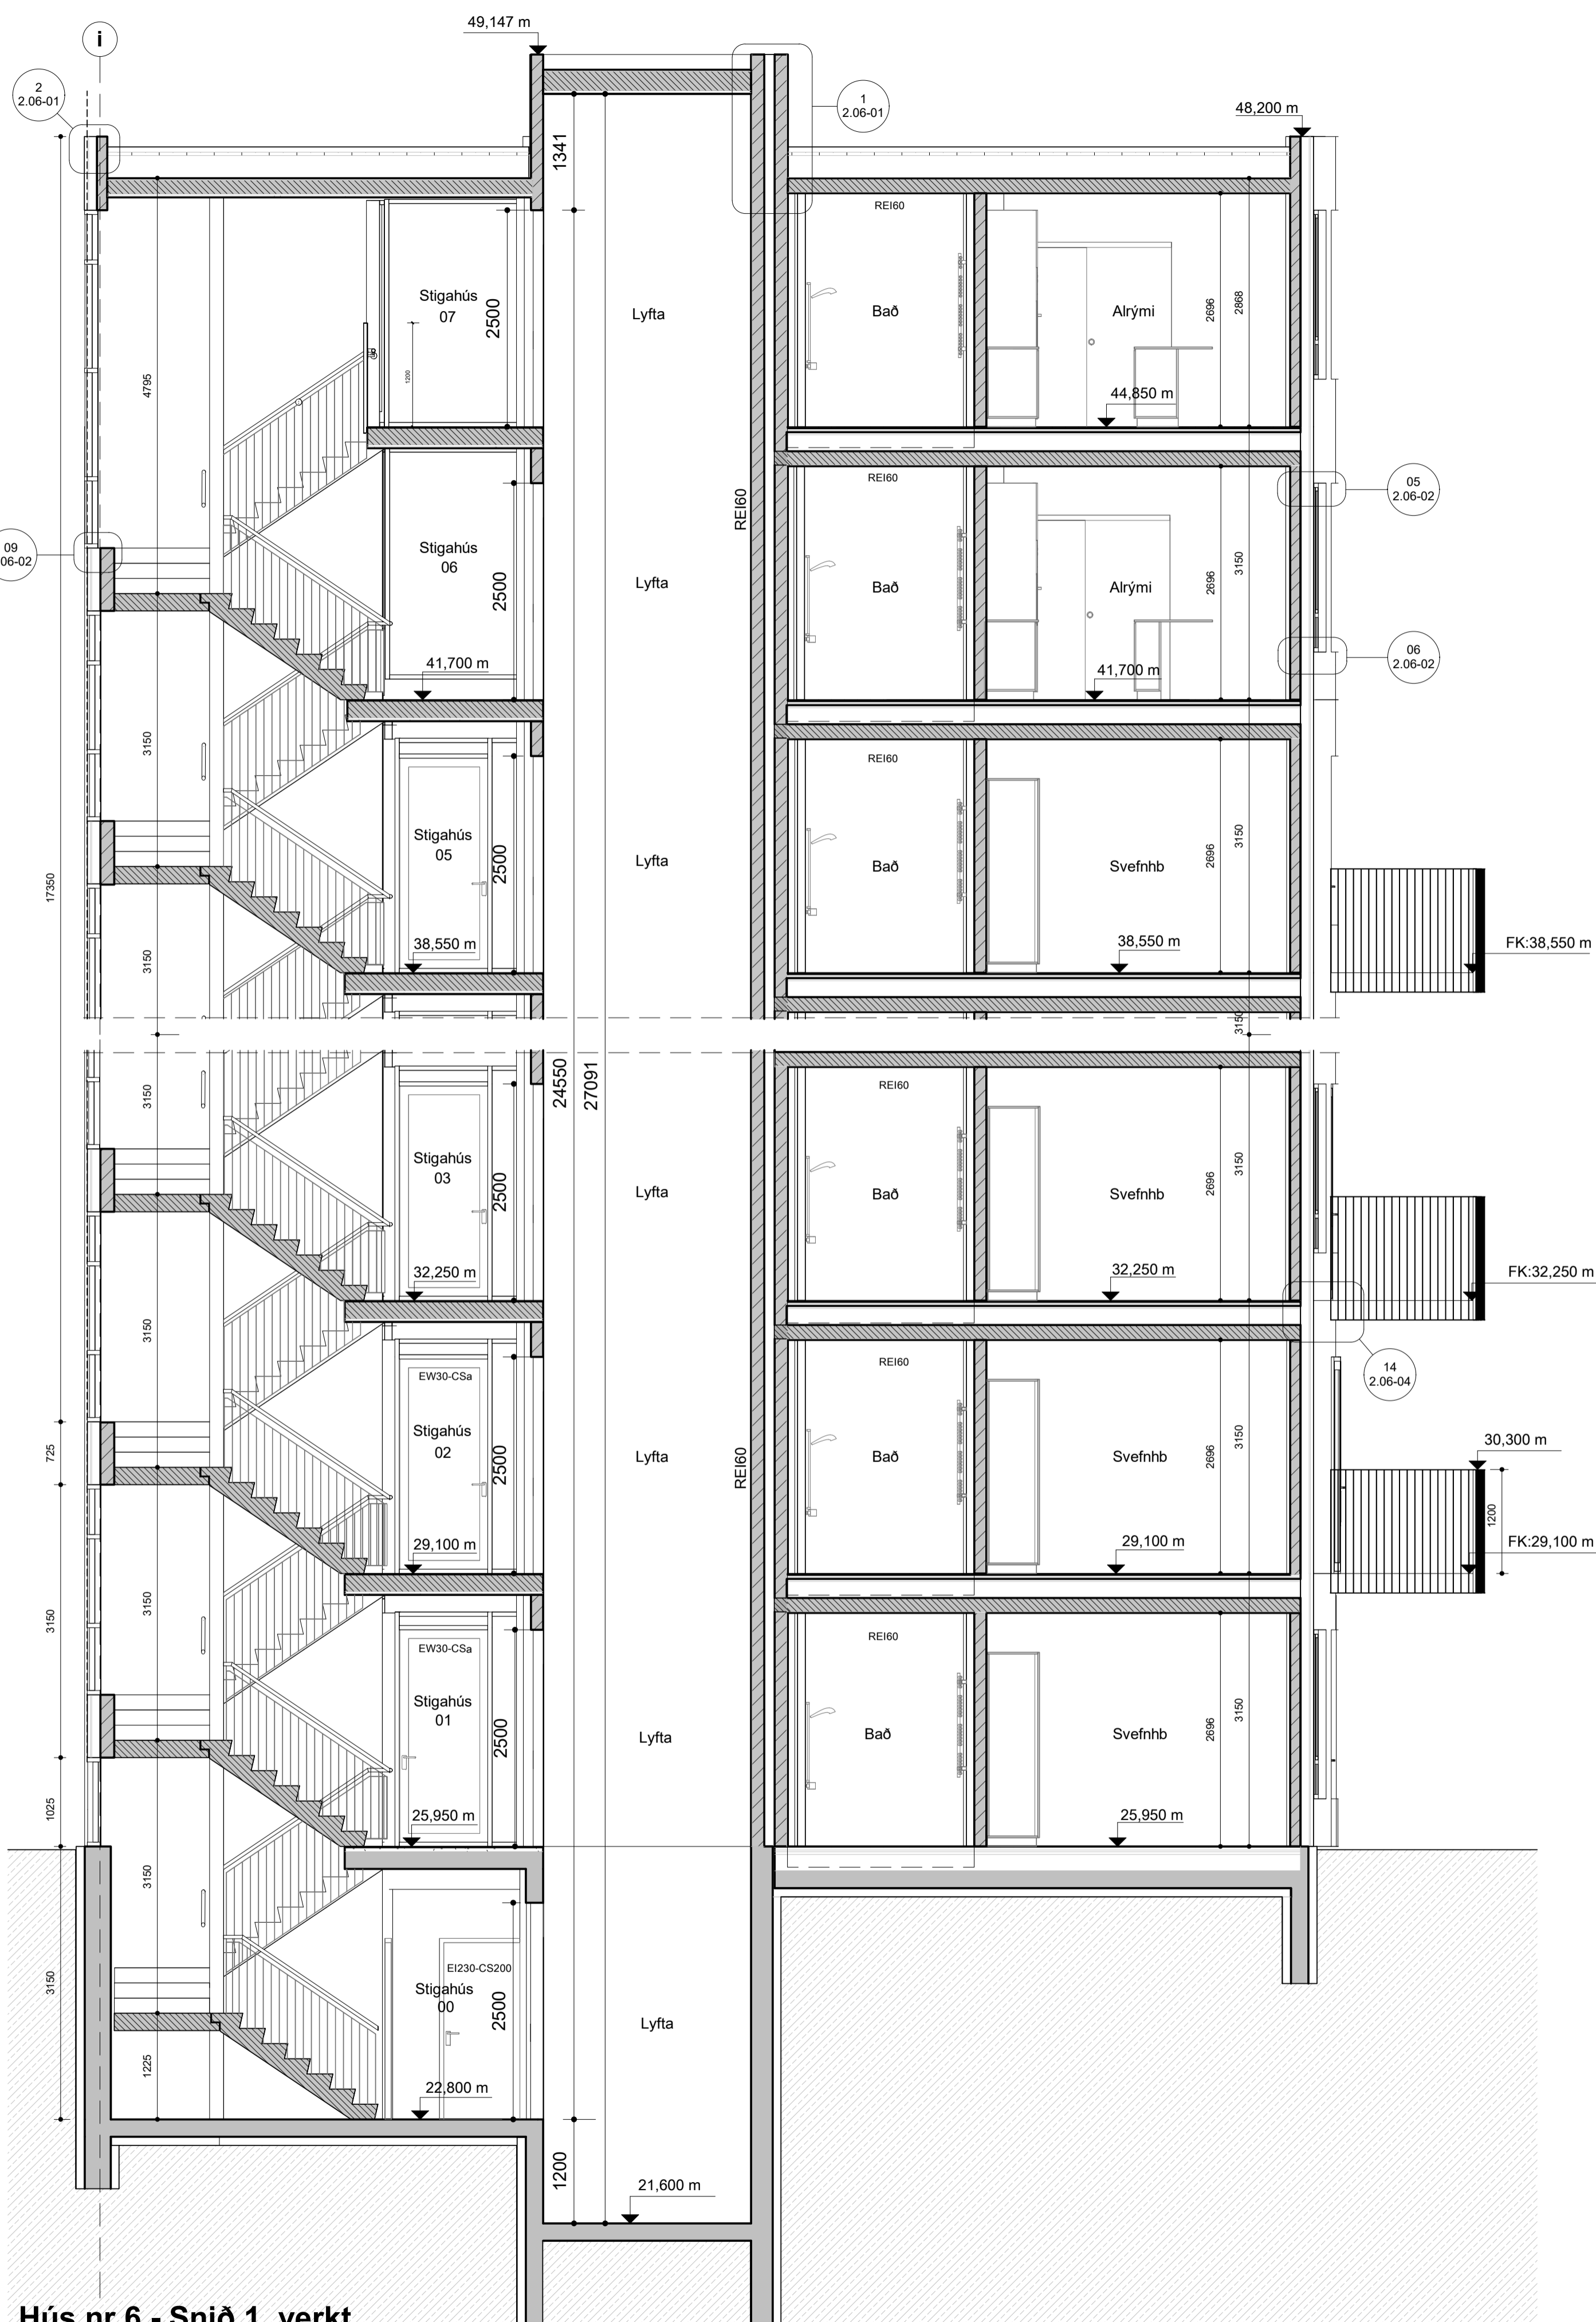 49,147 m
i
2
2.06-01
1
2.06-01
48,200 m
1341
REI60
Stigahús
07
2500
Lyfta
Bað
Alrými
2696
2868
1200
4795
44,850 m
REI60
05
2.06-02
REI60
09
06-02
Stigahús
06
2500
Lyfta
Bað
Alrými
2696
3150
06
2.06-02
41,700 m
41,700 m
3150
REI60
Stigahús
05
2500
Lyfta
Bað
Svefnhb
2696
3150
17350
38,550 m
38,550 m
FK:38,550 m
3150
3150
24550
27091
3150
REI60
Stigahús
03
2500
Lyfta
Bað
Svefnhb
2696
3150
32,250 m
32,250 m
FK:32,250 m
3150
REI60
14
2.06-04
EW30-CSa
Stigahús
02
2500
Lyfta
REI60
Bað
Svefnhb
2696
3150
725
30,300 m
1200
29,100 m
29,100 m
FK:29,100 m
3150
3150
REI60
EW30-CSa
Stigahús
01
2500
Lyfta
Bað
Svefnhb
2696
3150
1025
25,950 m
25,950 m
3150
3150
EI230-CS200
Stigahús
00
2500
Lyfta
1225
22,800 m
1200
21,600 m
Hús nr 6 - Snið 1, verkt